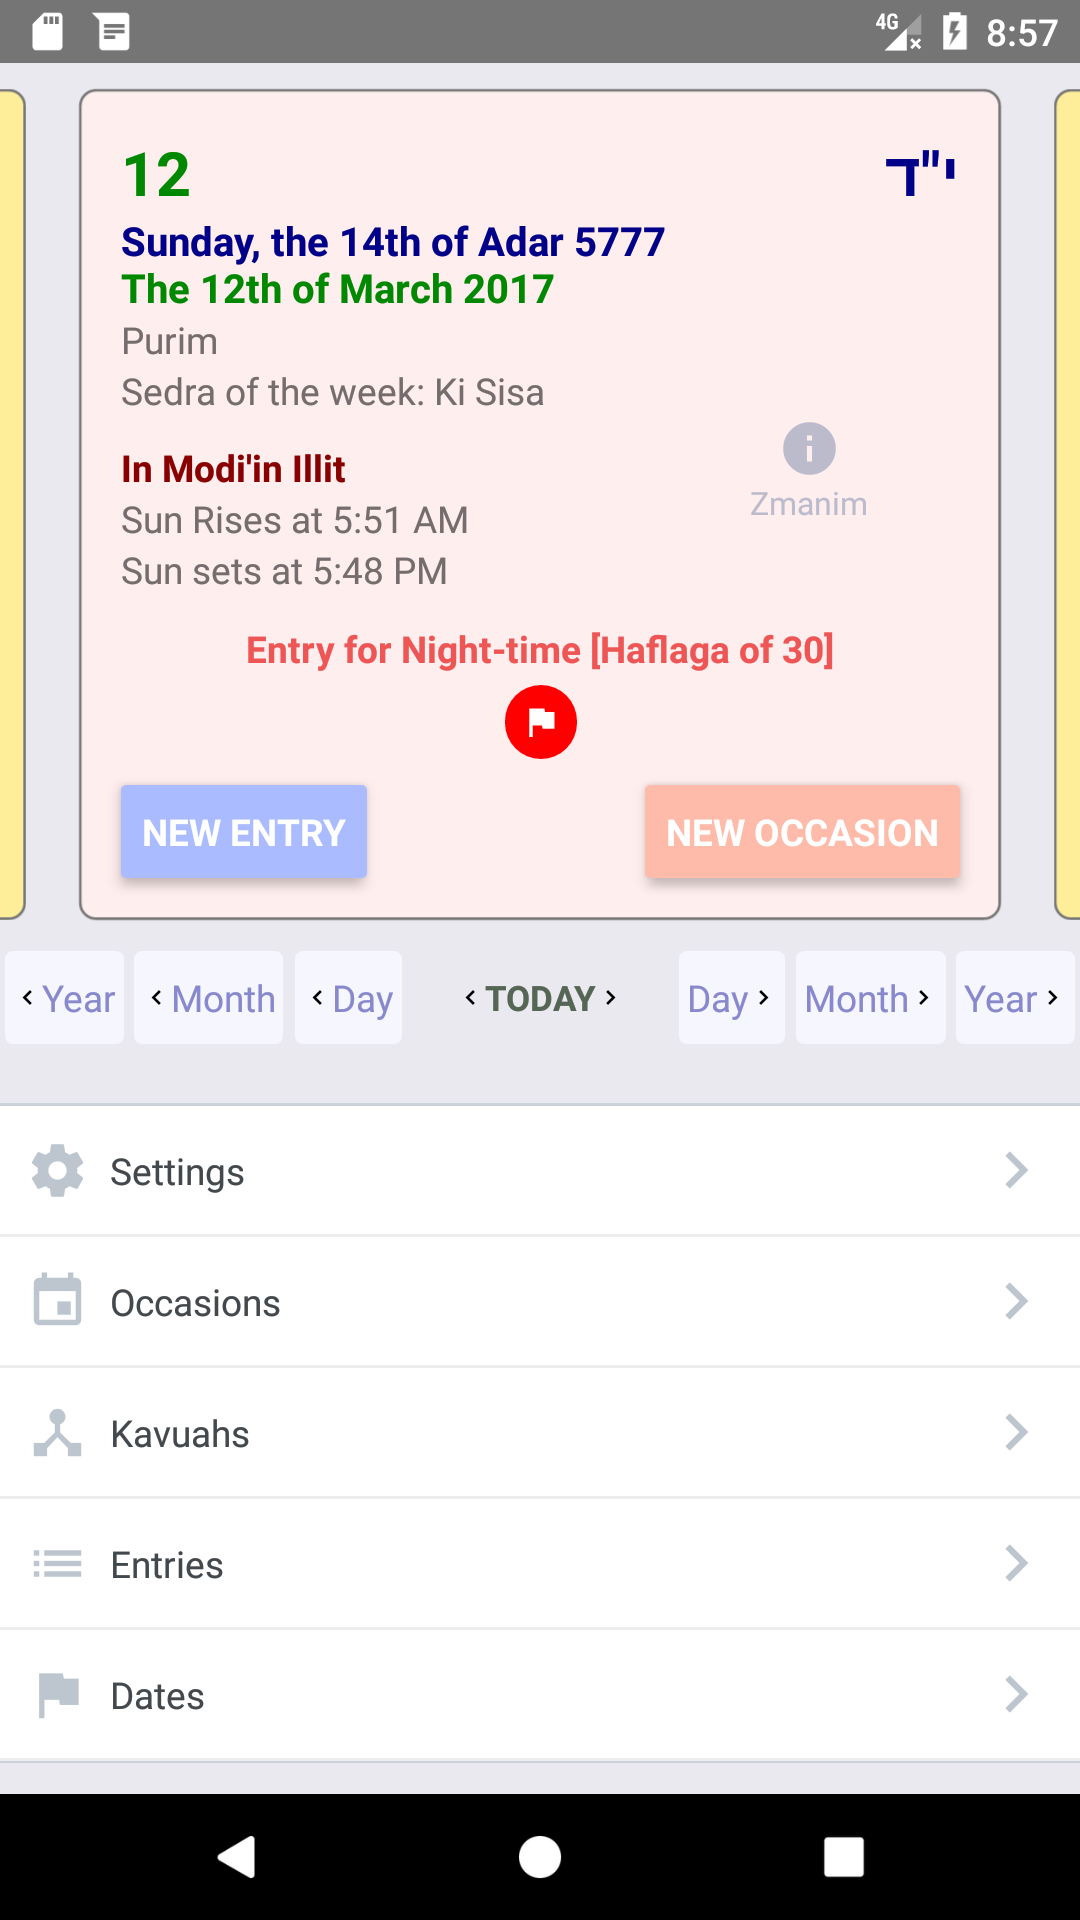 4G 8:57
12 י"ד
Sunday, the 14th of Adar 5777
The 12th of March 2017
Purim
Sedra of the week: Ki Sisa
In Modi'in Illit
Zmanim
Sun Rises at 5:51 AM
Sun sets at 5:48 PM
Entry for Night-time [Haflaga of 30]
NEW ENTRY NEW OCCASION
Year Month Day TODAY Day Month Year
Settings
Occasions
Kavuahs
Entries
Dates